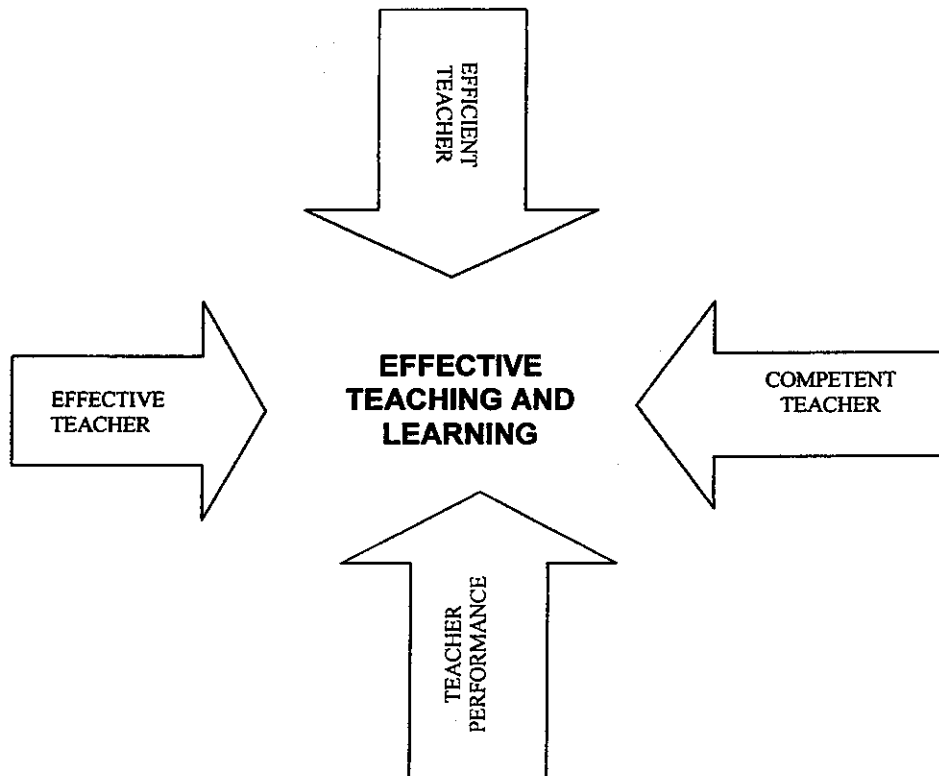 EFFICIENT
TEACHER
EFFECTIVE
TEACHING AND
LEARNING
EFFECTIVE
TEACHER
COMPETENT
TEACHER
TEACHER
PERFORMANCE